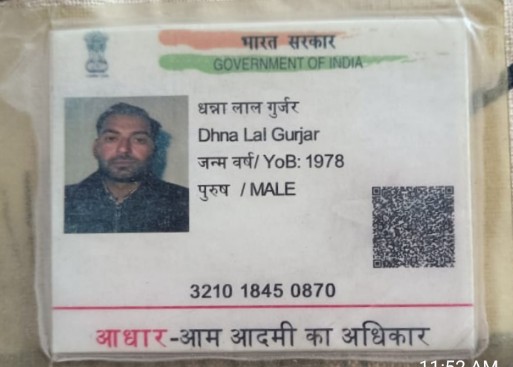 भारत सरकार
GOVERNMENT OF INDIA
धन्ना लाल गुर्जर
Dhna Lal Gurjar
जन्म वर्ष/ YoB: 1978
पुरुष / MALE
3210 1845 0870
आधार-आम आदमी का अधिकार
11:52 AM